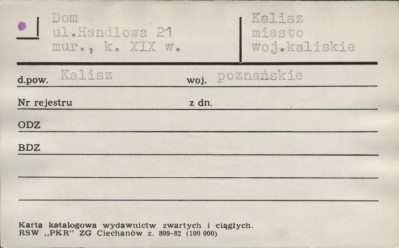 Dom
ul.Handlowa 21
mur., k. XIX w.
Kalisz
miasto
woj.kaliskie
d.pow. Kalisz woj. poznańskie
Nr rejestru z dn.
ODZ
BDZ
Karta katalogowa wydawnictw zwartych i ciągłych.
RSW „PKR" ZG Ciechanów z. 809-82 (100 000)